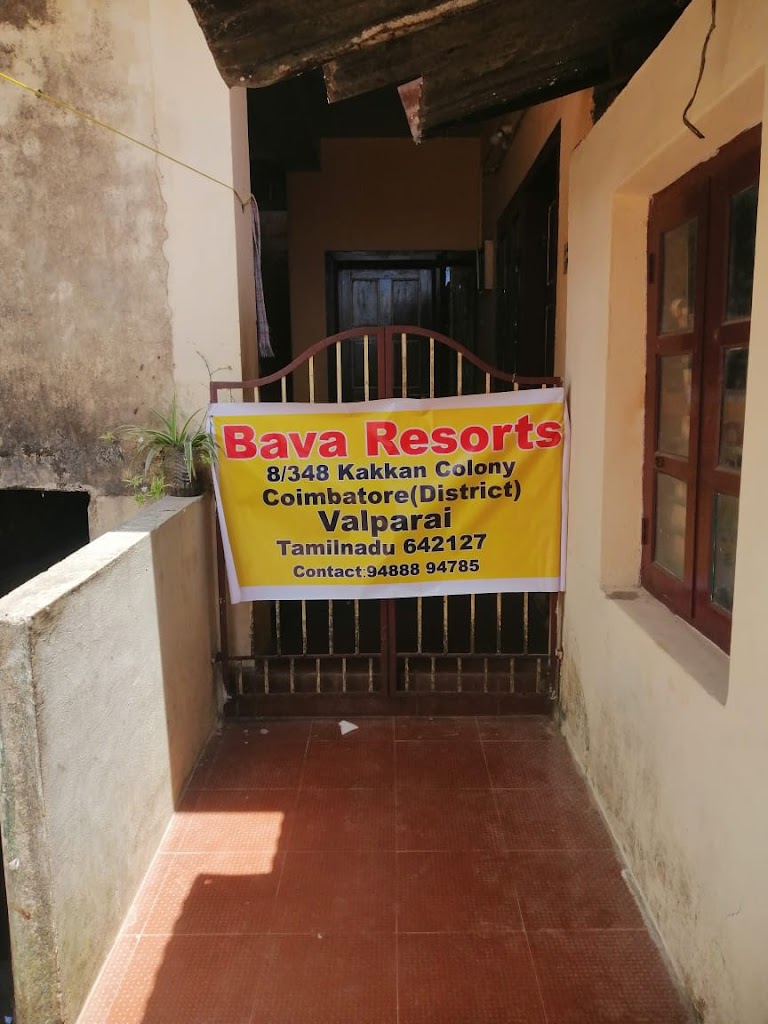 Bava Resorts
8/348 Kakkan Colony
Coimbatore(District)
Valparai
Tamilnadu 642127
Contact:94888 94785